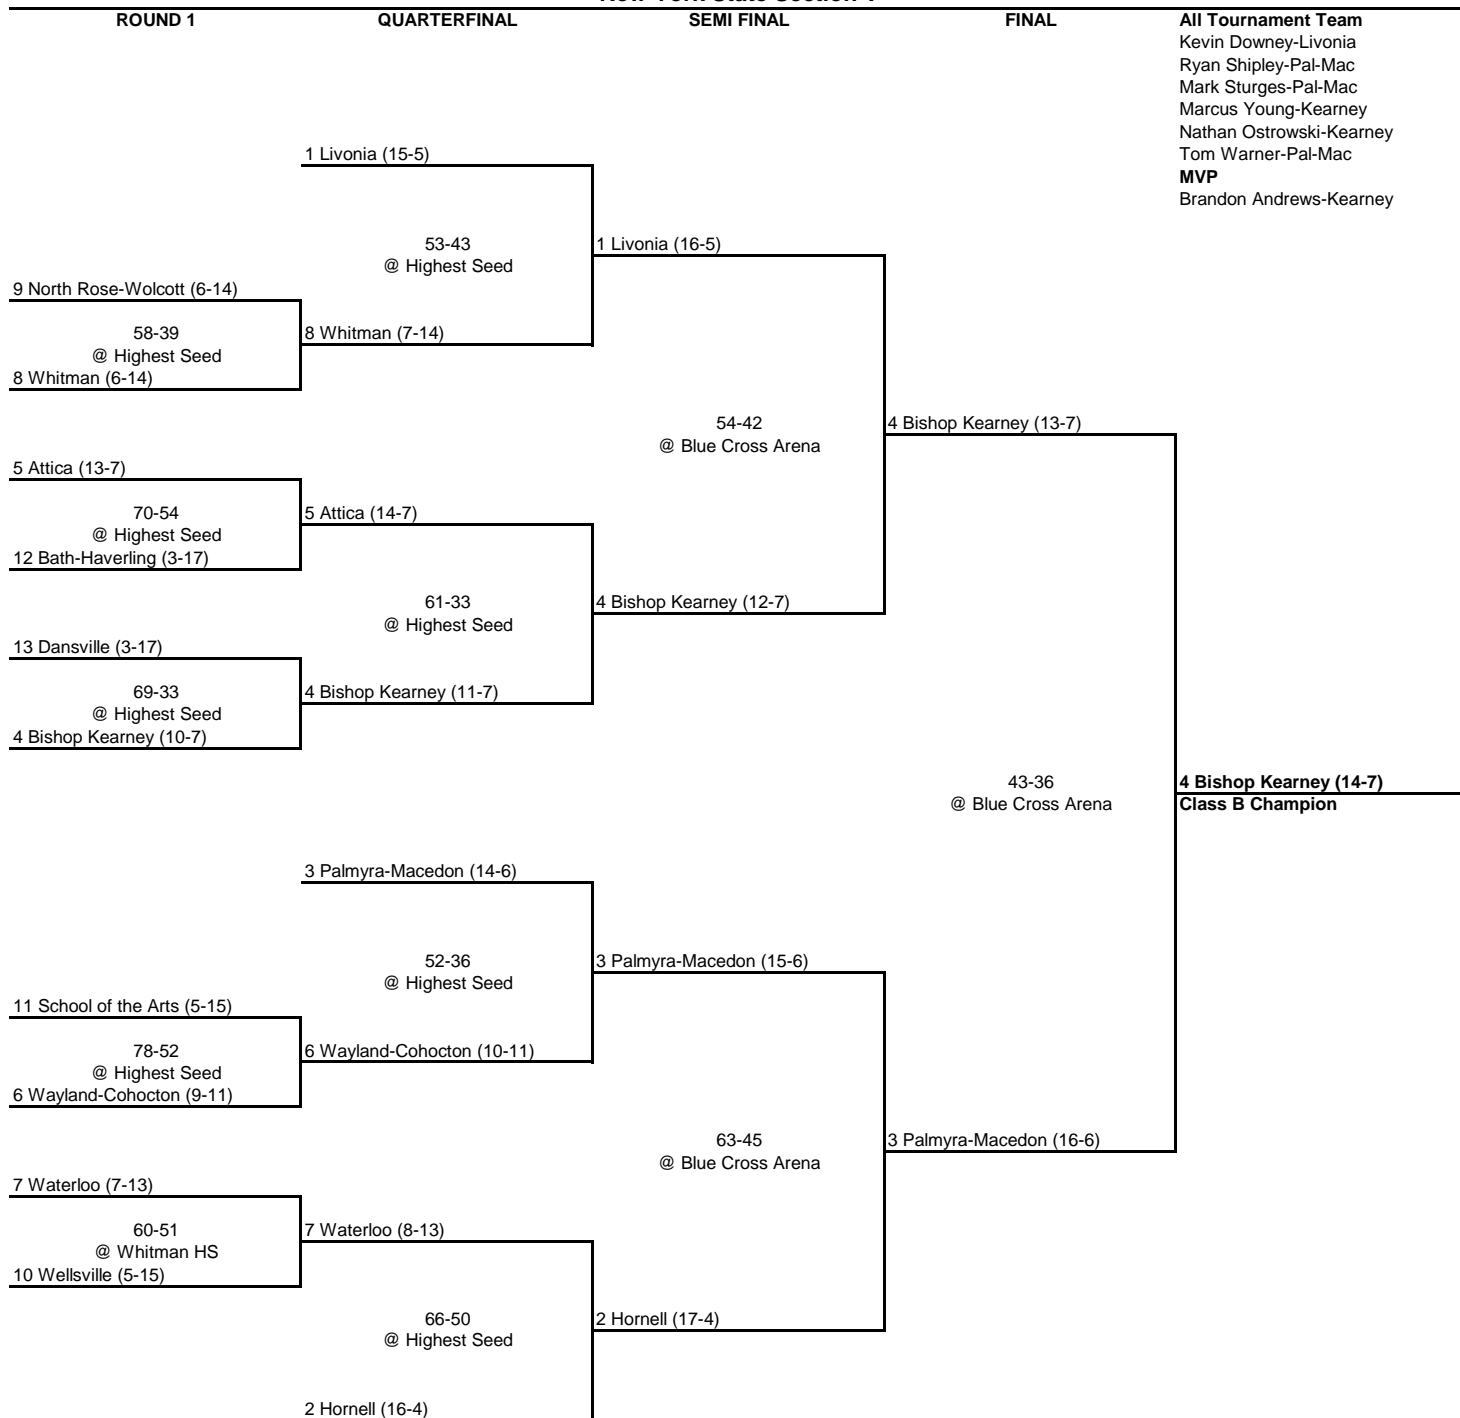 ROUND 1 QUARTERFINAL SEMI FINAL FINAL All Tournament Team
Kevin Downey-Livonia
Ryan Shipley-Pal-Mac
Mark Sturges-Pal-Mac
Marcus Young-Kearney
Nathan Ostrowski-Kearney
1 Livonia (15-5) Tom Warner-Pal-Mac
MVP
Brandon Andrews-Kearney
53-43 1 Livonia (16-5)
@ Highest Seed
9 North Rose-Wolcott (6-14)
58-39 8 Whitman (7-14)
@ Highest Seed
8 Whitman (6-14)
54-42 4 Bishop Kearney (13-7)
@ Blue Cross Arena
5 Attica (13-7)
70-54 5 Attica (14-7)
@ Highest Seed
12 Bath-Haverling (3-17)
61-33 4 Bishop Kearney (12-7)
@ Highest Seed
13 Dansville (3-17)
69-33 4 Bishop Kearney (11-7)
@ Highest Seed
4 Bishop Kearney (10-7)
43-36 4 Bishop Kearney (14-7)
@ Blue Cross Arena Class B Champion
3 Palmyra-Macedon (14-6)
52-36 3 Palmyra-Macedon (15-6)
@ Highest Seed
11 School of the Arts (5-15)
78-52 6 Wayland-Cohocton (10-11)
@ Highest Seed
6 Wayland-Cohocton (9-11)
63-45 3 Palmyra-Macedon (16-6)
@ Blue Cross Arena
7 Waterloo (7-13)
60-51 7 Waterloo (8-13)
@ Whitman HS
10 Wellsville (5-15)
66-50 2 Hornell (17-4)
@ Highest Seed
2 Hornell (16-4)